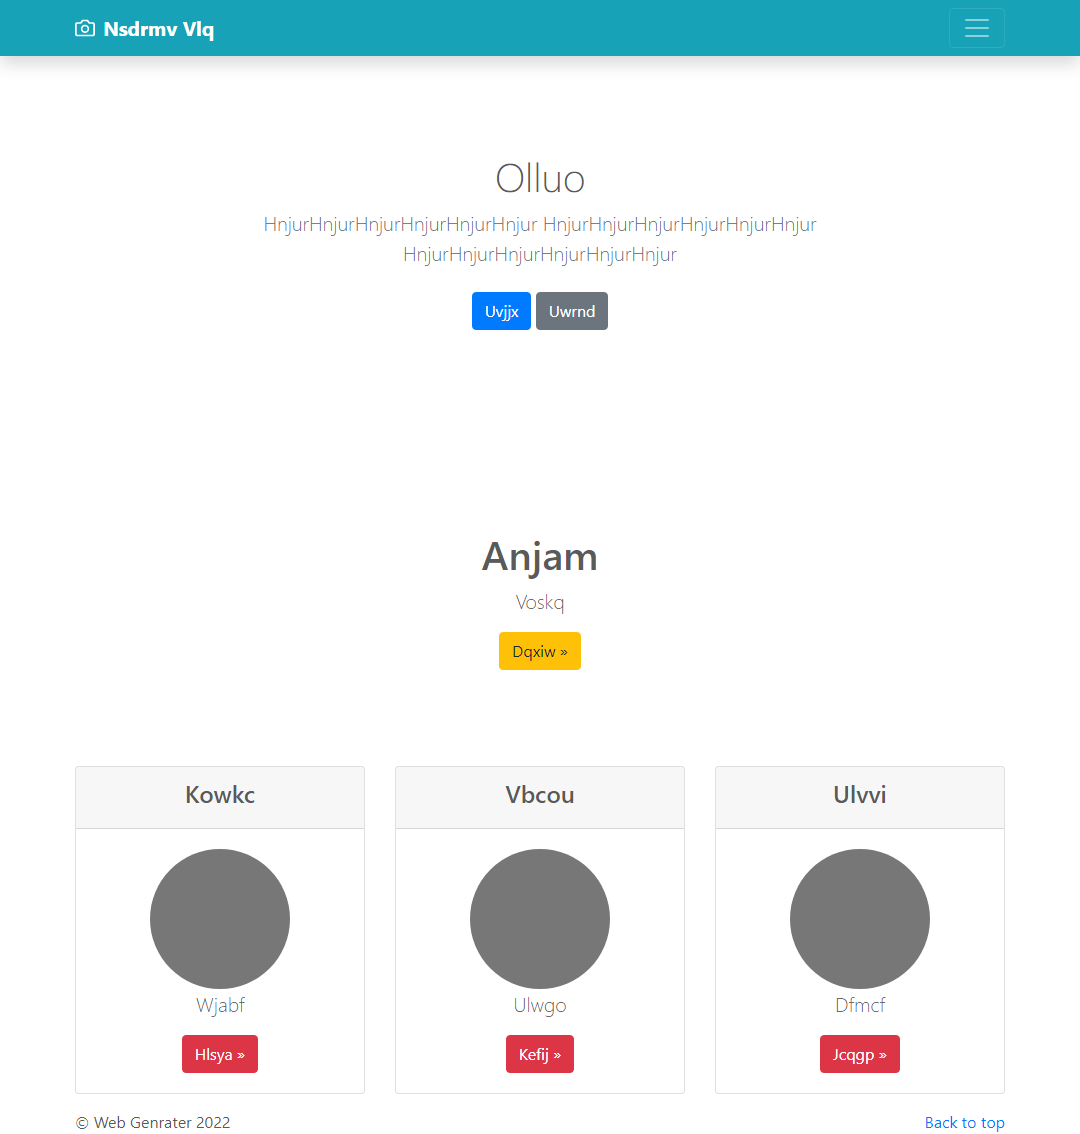 Nsdrmv Vlq
Olluo
HnjurHnjurHnjurHnjurHnjurHnjur HnjurHnjurHnjurHnjurHnjurHnjur
HnjurHnjurHnjurHnjurHnjurHnjur
Uvjjx Uwrnd
Anjam
Voskq
Dqxiw »
Kowkc Vbcou Ulvvi
Wjabf Ulwgo Dfmcf
Hlsya » Kefij » Jcqgp »
© Web Genrater 2022 Back to top